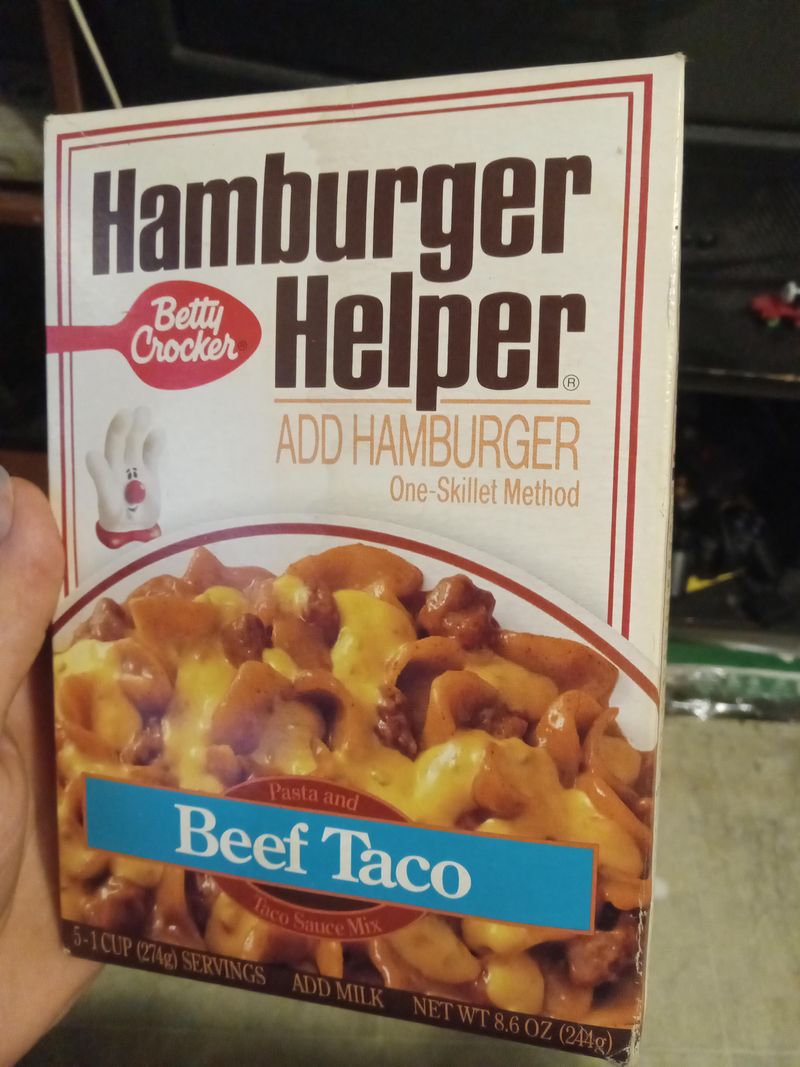 Hamburger
Helper®
Betty
Crocker®
ADD HAMBURGER
One-Skillet Method
Pasta and
Beef Taco
Taco Sauce Mix
5-1 CUP (274g) SERVINGS ADD MILK NET WT 8.6 OZ (244g)